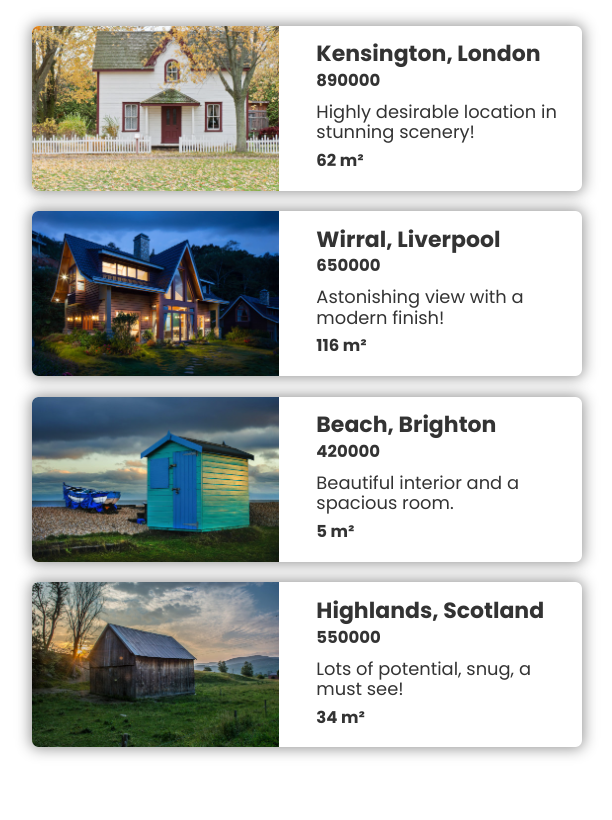 Kensington, London
890000
Highly desirable location in
stunning scenery!
62 m²
Wirral, Liverpool
650000
Astonishing view with a
modern finish!
116 m²
Beach, Brighton
420000
Beautiful interior and a
spacious room.
5 m²
Highlands, Scotland
550000
Lots of potential, snug, a
must see!
34 m²